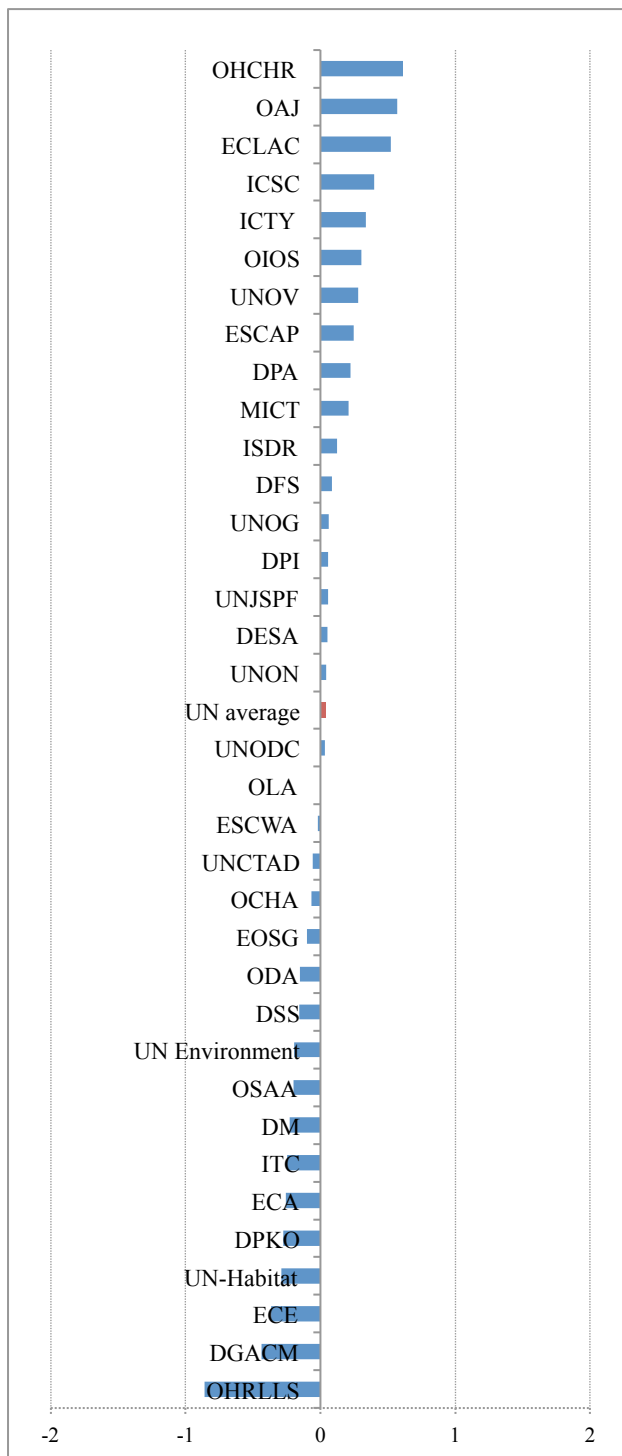 OHCHR
OAJ
ECLAC
ICSC
ICTY
OIOS
UNOV
ESCAP
DPA
MICT
ISDR
DFS
UNOG
DPI
UNJSPF
DESA
UNON
UN average
UNODC
OLA
ESCWA
UNCTAD
OCHA
EOSG
ODA
DSS
UN Environment
OSAA
DM
ITC
ECA
DPKO
UN-Habitat
ECE
DGACM
OHRLLS
-2 -1 0 1 2